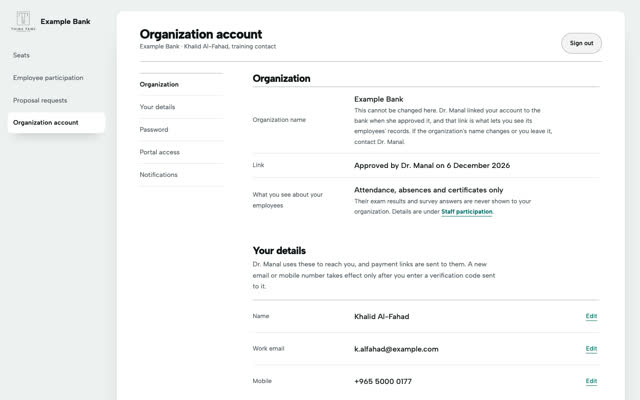 THINK FEMX
Example Bank
Seats
Employee participation
Proposal requests
Organization account
Organization account
Example Bank · Khalid Al-Fahad, training contact
Sign out
Organization
Your details
Password
Portal access
Notifications
Organization
Organization name
Example Bank
This cannot be changed here. Dr. Manal linked your account to the
bank when she approved it, and that link is what lets you see its
employees' records. If the organization's name changes or you leave it,
contact Dr. Manal.
Link
Approved by Dr. Manal on 6 December 2026
What you see about your
employees
Attendance, absences and certificates only
Their exam results and survey answers are never shown to your
organization. Details are under Staff participation.
Your details
Dr. Manal uses these to reach you, and payment links are sent to them. A new
email or mobile number takes effect only after you enter a verification code sent
to it.
Name
Khalid Al-Fahad
Edit
Work email
k.alfahad@example.com
Edit
Mobile
+965 5000 0177
Edit